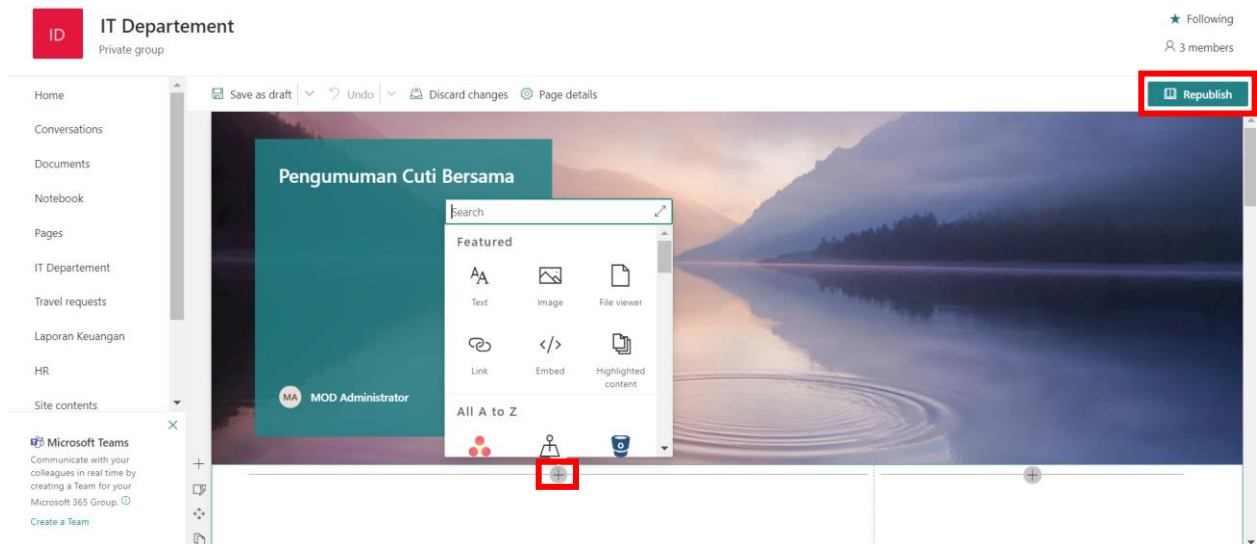 ID
IT Departement
Private group
Following
3 members
Home
Conversations
Documents
Notebook
Pages
IT Departement
Travel requests
Laporan Keuangan
HR
Site contents
Microsoft Teams
Communicate with your
colleagues in real time by
creating a Team for your
Microsoft 365 Group.
Create a Team
Save as draft
Undo
Discard changes
Page details
Republish
Pengumuman Cuti Bersama
MA
MOD Administrator
Search
Featured
Text
Image
File viewer
Link
Embed
Highlighted
content
All A to Z